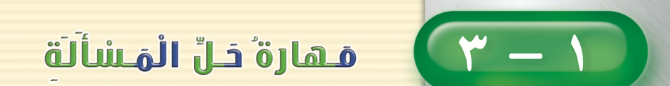 ١ – ٣ مَهارةُ حَلِّ الْمَسْأَلَةِ